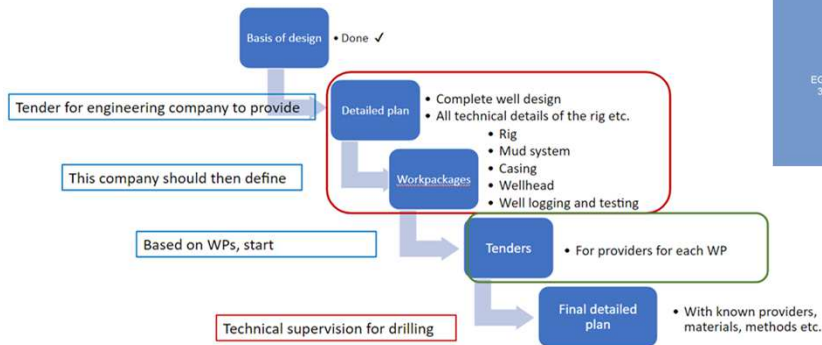 Basis of design
• Done ✓
Tender for engineering company to provide
Detailed plan
• Complete well design
• All technical details of the rig etc.
This company should then define
Workpackages
• Rig
• Mud system
• Casing
• Wellhead
• Well logging and testing
Based on WPs, start
Tenders
• For providers for each WP
Technical supervision for drilling
Final detailed
plan
• With known providers,
materials, methods etc.